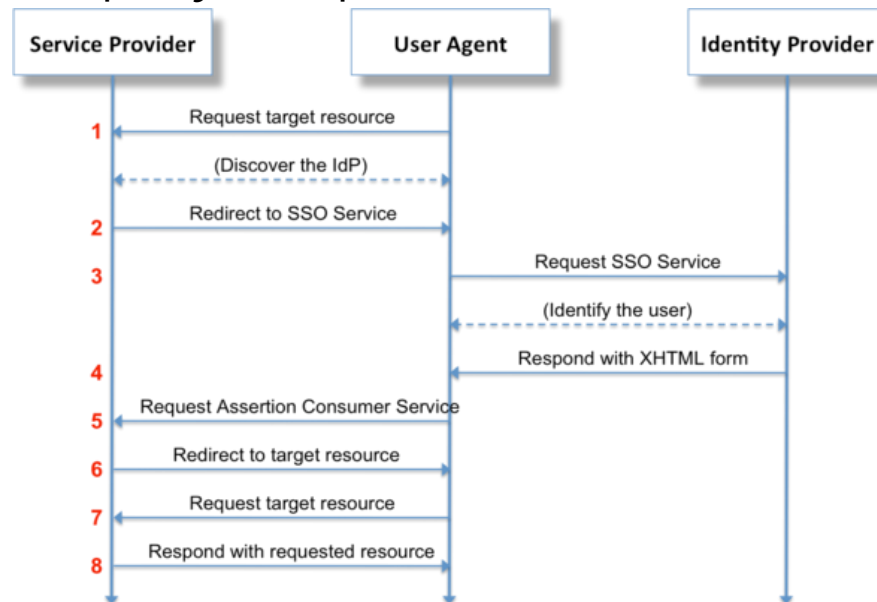 Service Provider
User Agent
Identity Provider
1
Request target resource
(Discover the IdP)
2
Redirect to SSO Service
3
Request SSO Service
(Identify the user)
4
Respond with XHTML form
5
Request Assertion Consumer Service
6
Redirect to target resource
7
Request target resource
8
Respond with requested resource